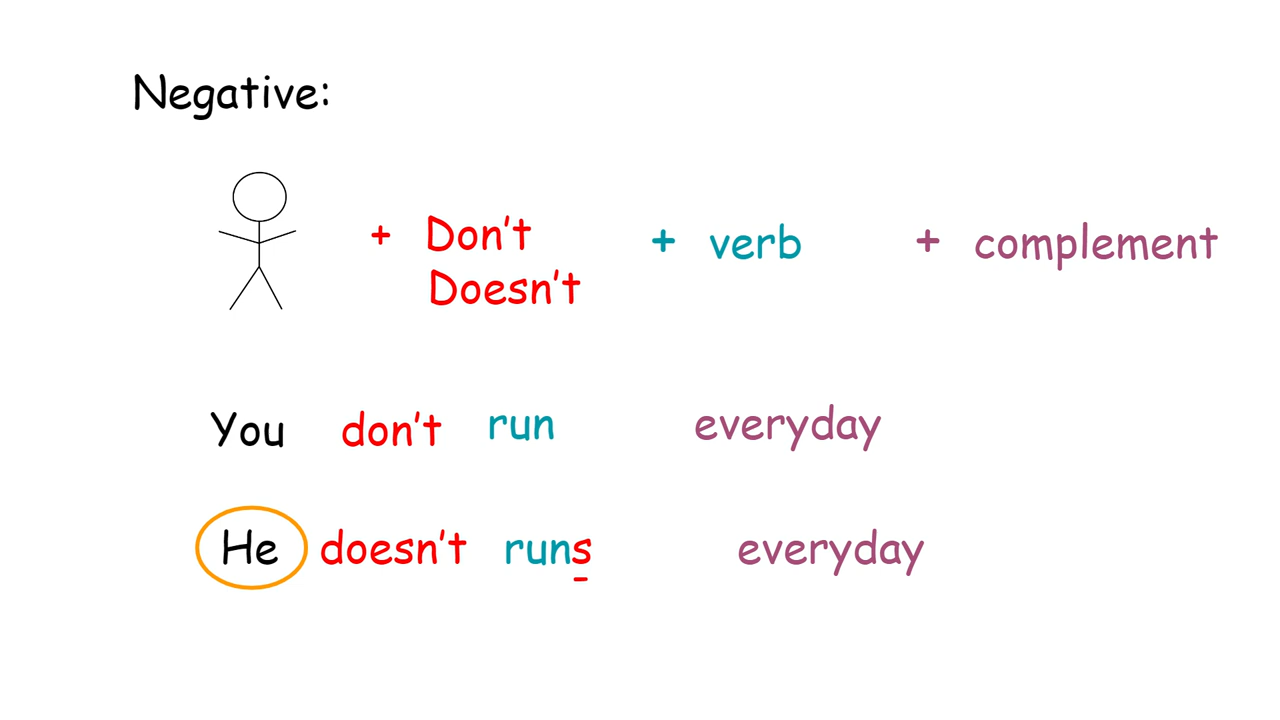 Negative:
+ Don't + verb + complement
Doesn't
You don't run everyday
He doesn't runs everyday